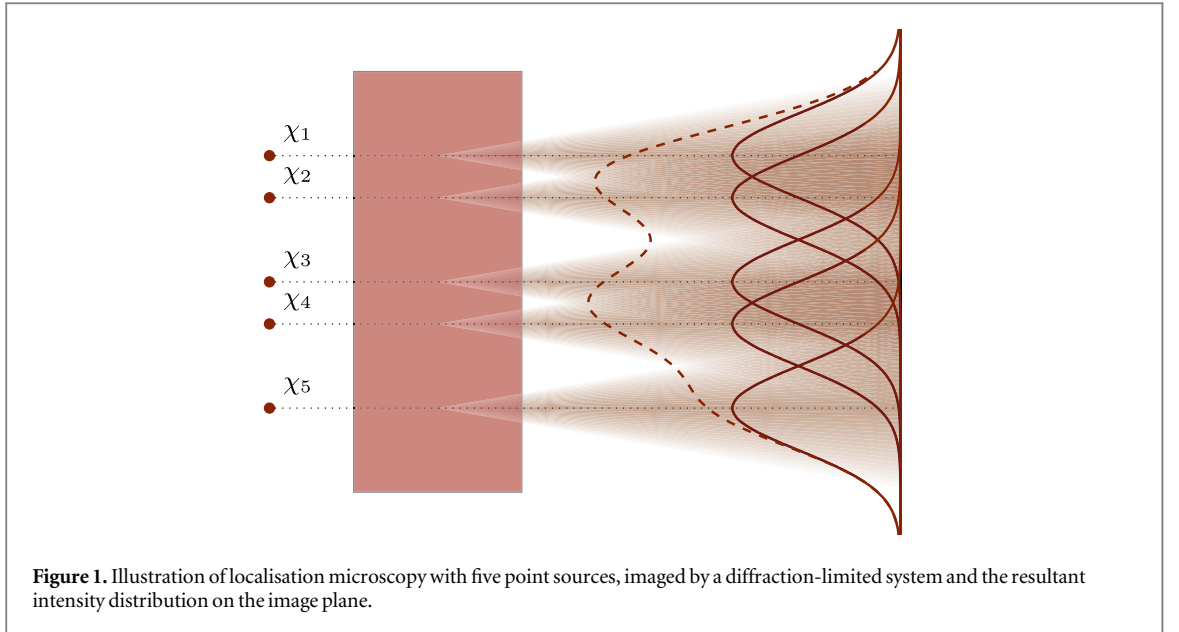 χ1
χ2
χ3
χ4
χ5
Figure 1. Illustration of localisation microscopy with five point sources, imaged by a diffraction-limited system and the resultant
intensity distribution on the image plane.